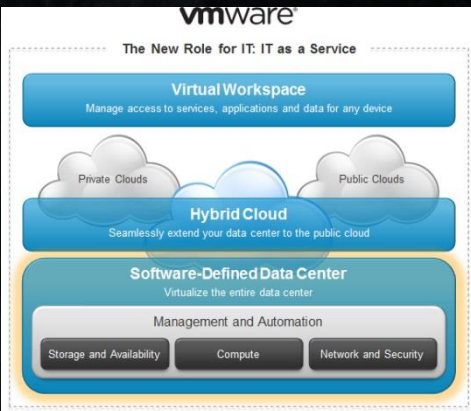 vmware®
The New Role for IT: IT as a Service
Virtual Workspace
Manage access to services, applications and data for any device
Private Clouds
Public Clouds
Hybrid Cloud
Seamlessly extend your data center to the public cloud
Software-Defined Data Center
Virtualize the entire data center
Management and Automation
Storage and Availability
Compute
Network and Security